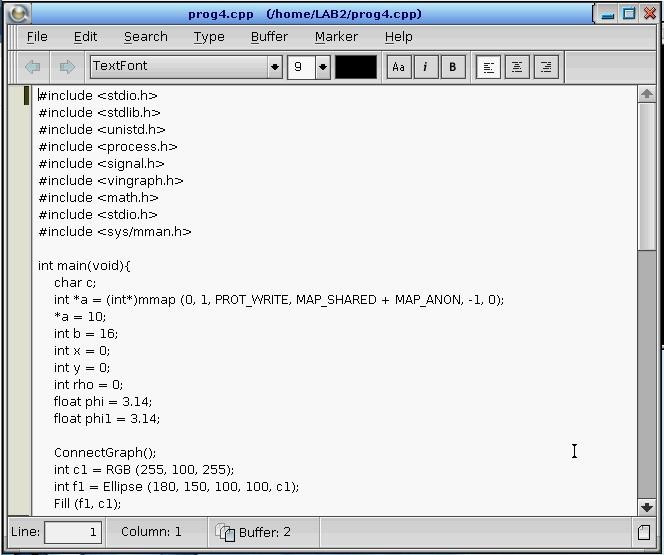 prog4.cpp (/home/LAB2/prog4.cpp)
File Edit Search Type Buffer Marker Help
TextFont 9 Aa i B
#include <stdio.h>
#include <stdlib.h>
#include <unistd.h>
#include <process.h>
#include <signal.h>
#include <vingraph.h>
#include <math.h>
#include <stdio.h>
#include <sys/mman.h>
int main(void){
char c;
int *a = (int*)mmap (0, 1, PROT_WRITE, MAP_SHARED + MAP_ANON, -1, 0);
*a = 10;
int b = 16;
int x = 0;
int y = 0;
int rho = 0;
float phi = 3.14;
float phi1 = 3.14;
ConnectGraph();
int c1 = RGB (255, 100, 255);
int f1 = Ellipse (180, 150, 100, 100, c1);
Fill (f1, c1);
Line: 1 Column: 1 Buffer: 2